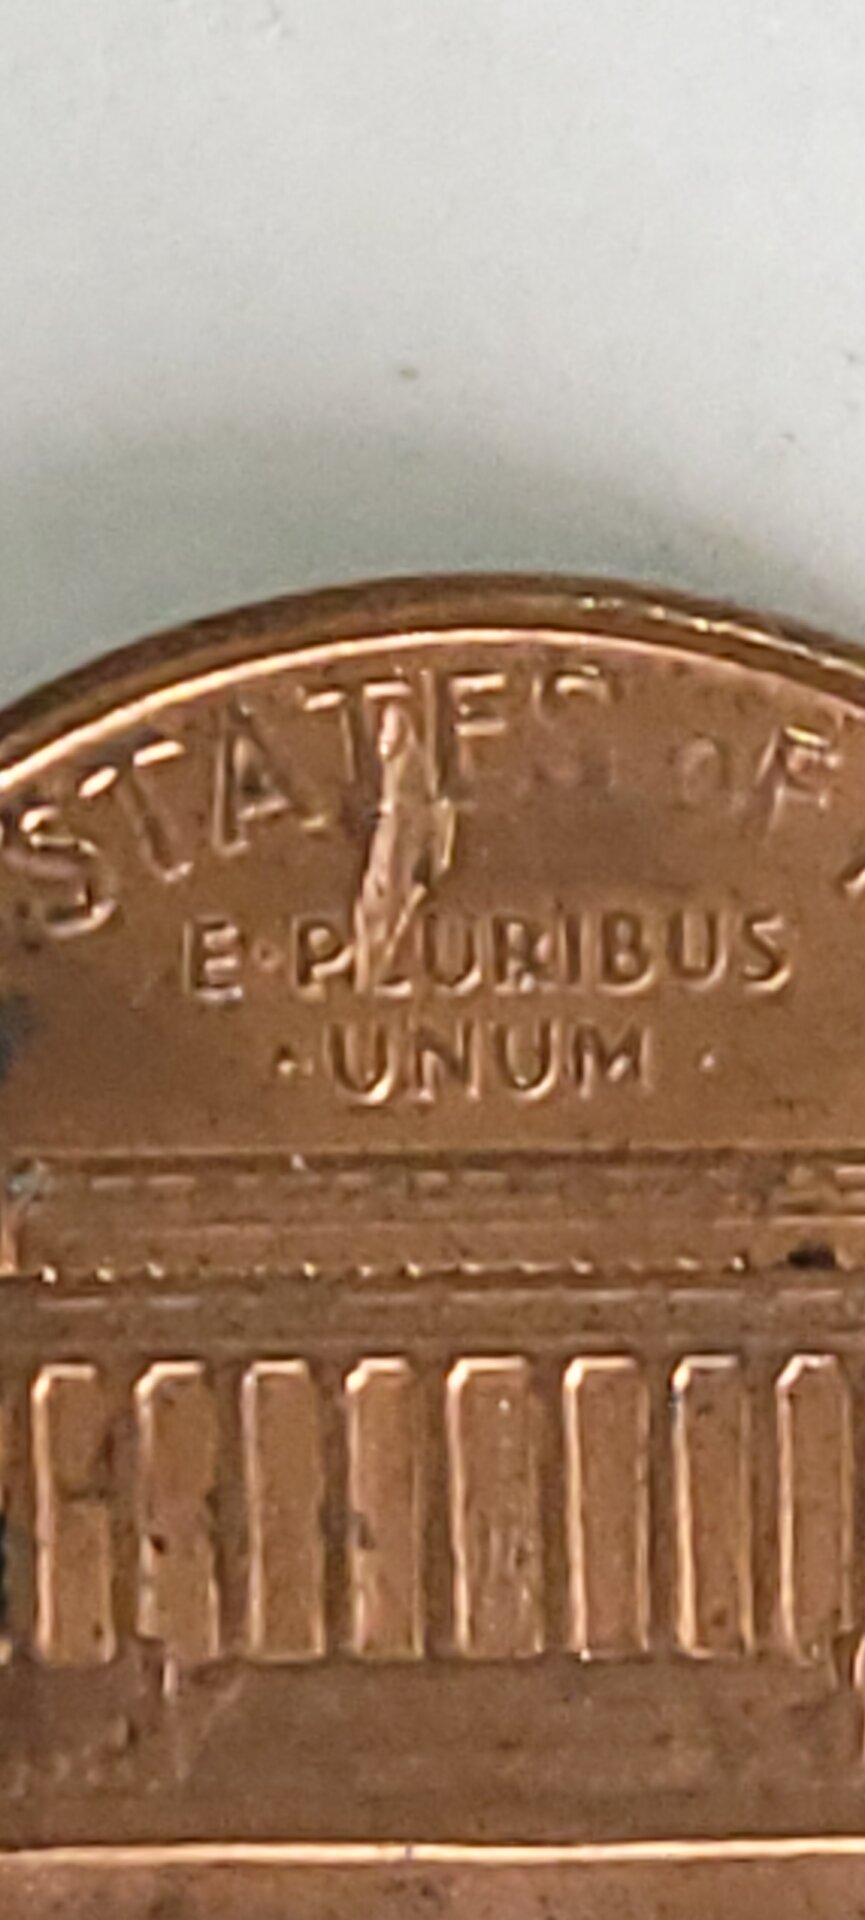 STATES OF
E·PLURIBUS
·UNUM·